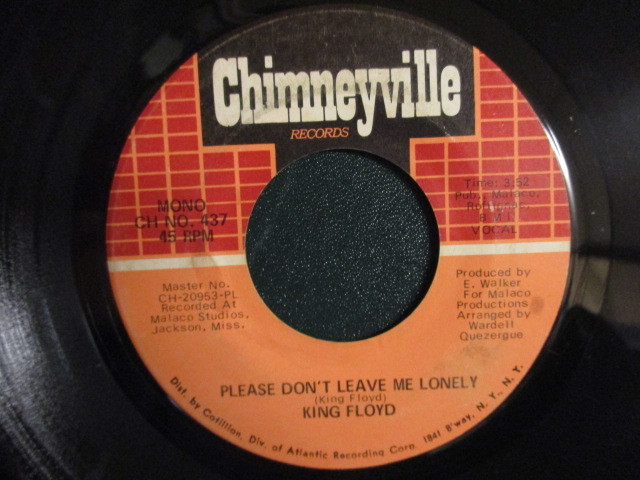 Chimneyville
RECORDS
MONO
CH NO. 437
45 RPM
Time: 3:52
Pub., Malaco,
B.M.I.
VOCAL
Master No.
CH-20953-PL
Recorded At
Malaco Studios,
Jackson, Miss.
Produced by
E. Walker
For Malaco
Productions
Arranged by
Wardell
Quezergue
PLEASE DON'T LEAVE ME LONELY
(King Floyd)
KING FLOYD
Dist. by Cotillion, Div. of Atlantic Recording Corp. 1841 B'way, N. Y., N. Y.